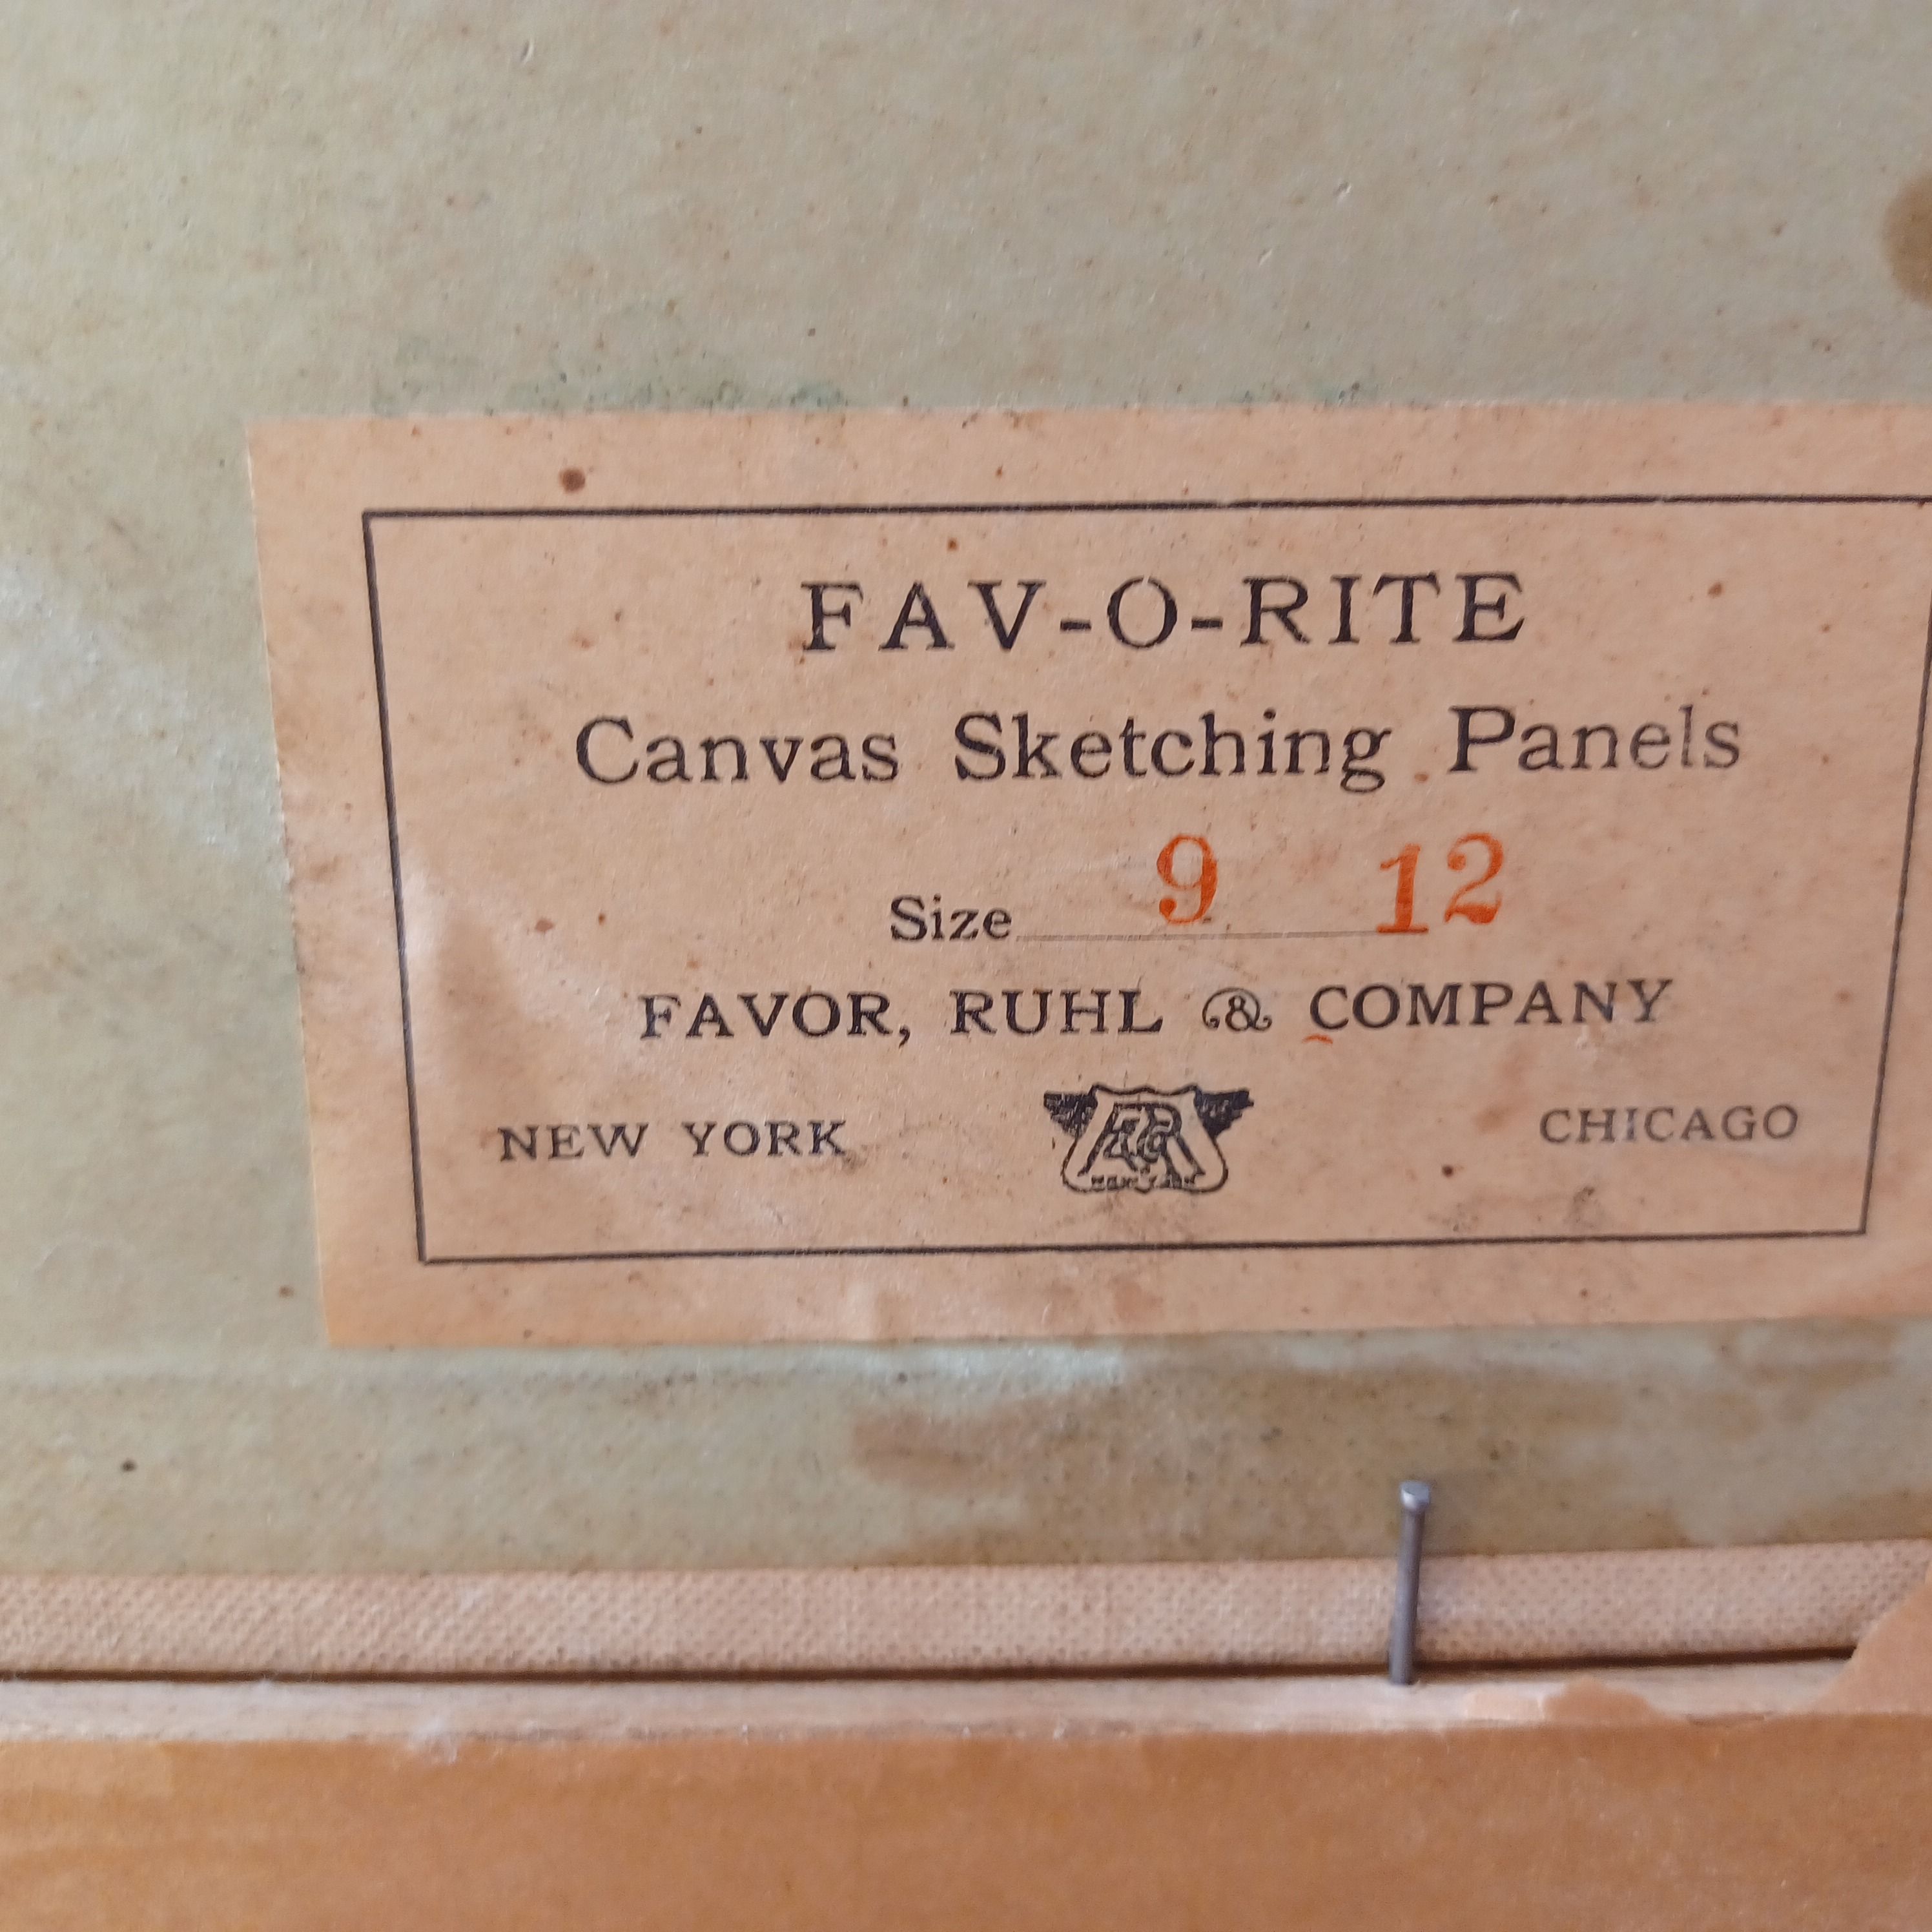 FAV-O-RITE
Canvas Sketching Panels
Size 9 12
FAVOR, RUHL & COMPANY
NEW YORK CHICAGO